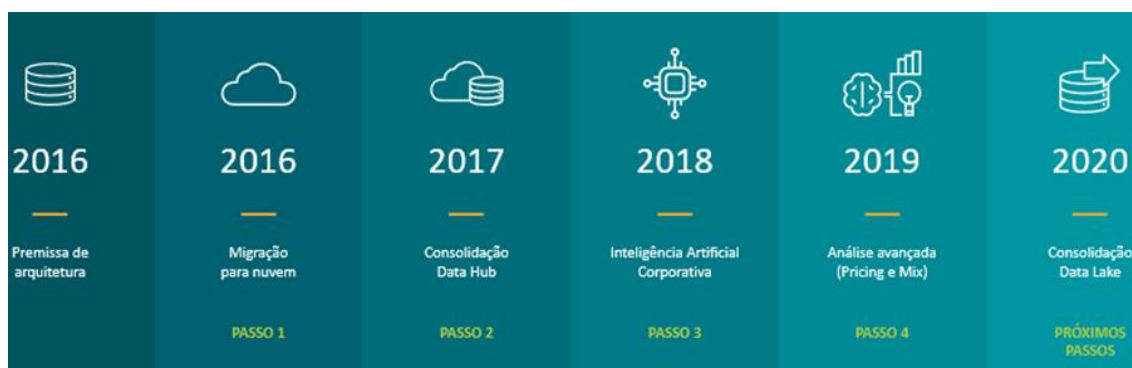 2016
Premissa de
arquitetura
2016
Migração
para nuvem
PASSO 1
2017
Consolidação
Data Hub
PASSO 2
2018
Inteligência Artificial
Corporativa
PASSO 3
2019
Análise avançada
(Pricing e Mix)
PASSO 4
2020
Consolidação
Data Lake
PRÓXIMOS
PASSOS